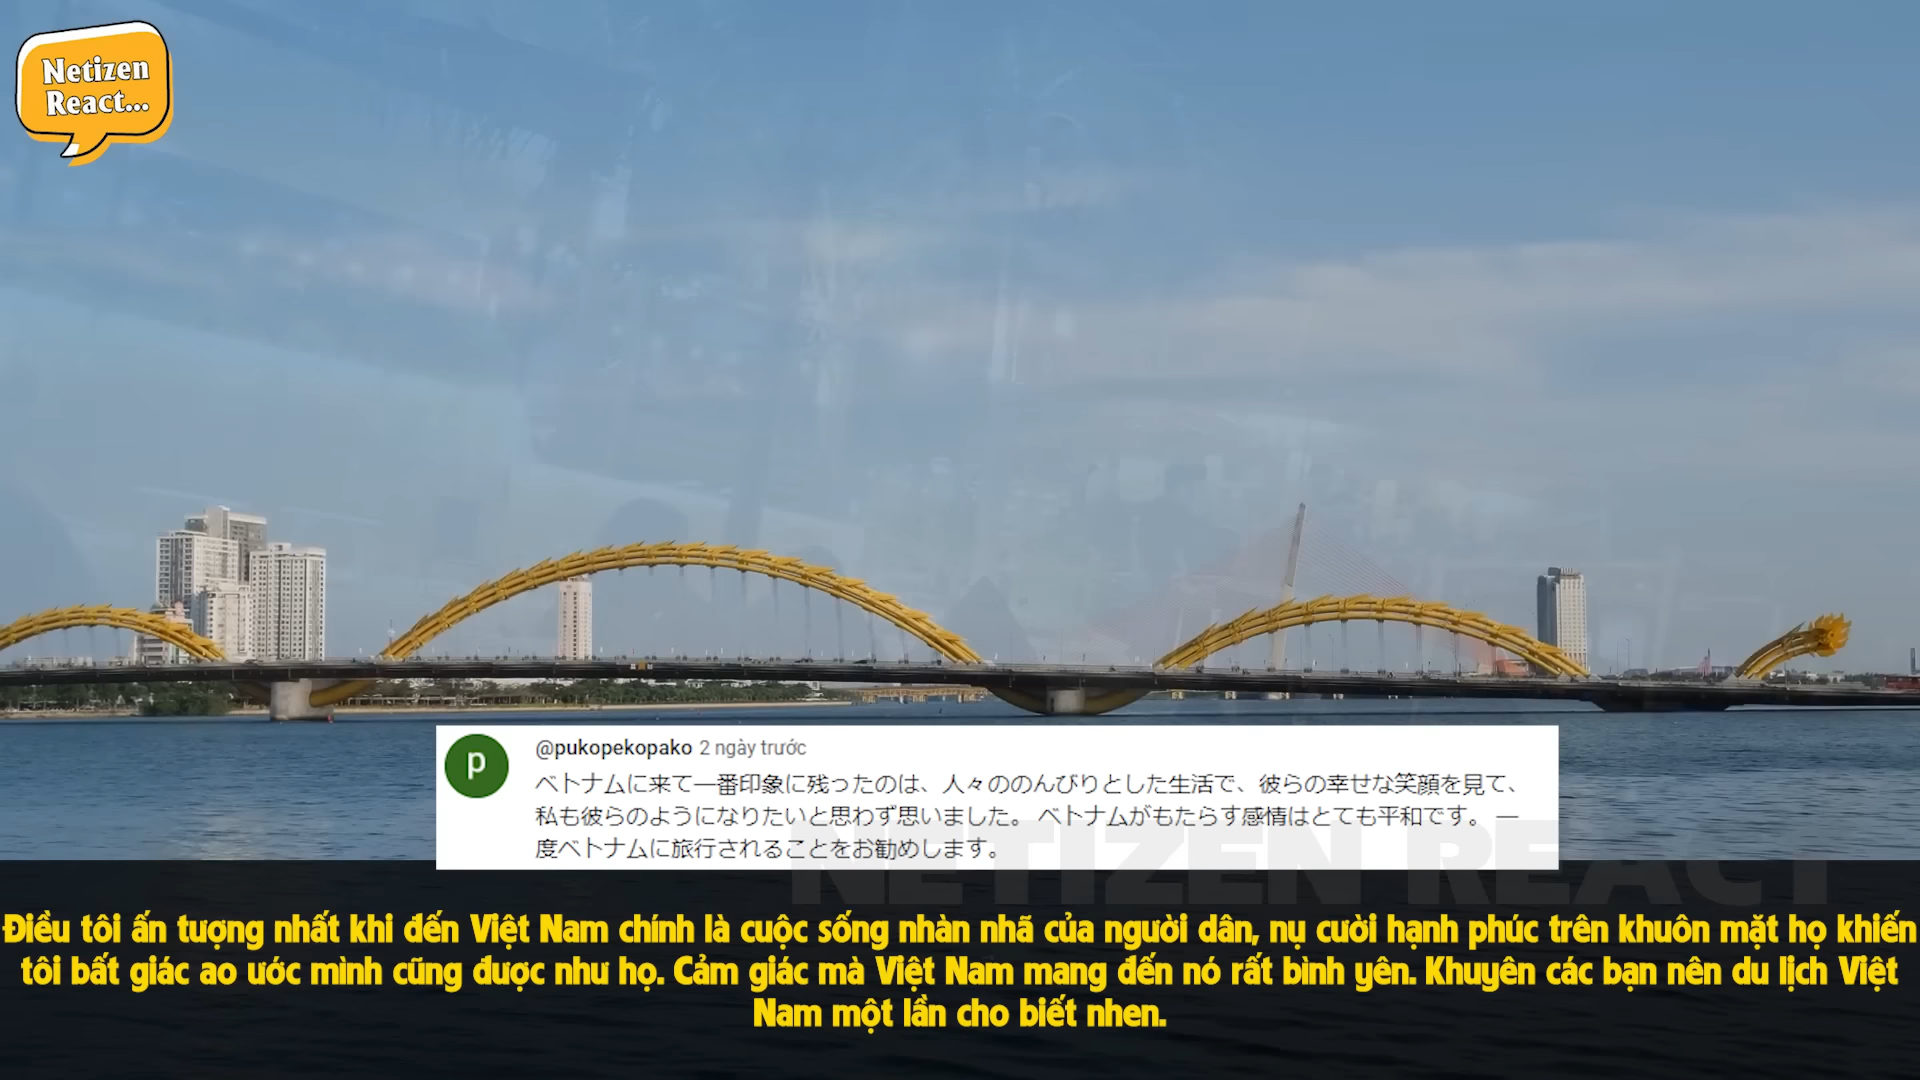 Netizen
React...
@pukopekopako 2 ngày trước
ベトナムに来て一番印象に残ったのは、人々ののんびりとした生活で、彼らの幸せな笑顔を見て、
私も彼らのようになりたいと思わず思いました。 ベトナムがもたらす感情はとても平和です。 一
度ベトナムに旅行されることをお勧めします。
NETIZEN REACT
Điều tôi ấn tượng nhất khi đến Việt Nam chính là cuộc sống nhàn nhã của người dân, nụ cười hạnh phúc trên khuôn mặt họ khiến
tôi bất giác ao ước mình cũng được như họ. Cảm giác mà Việt Nam mang đến nó rất bình yên. Khuyên các bạn nên du lịch Việt
Nam một lần cho biết nhen.